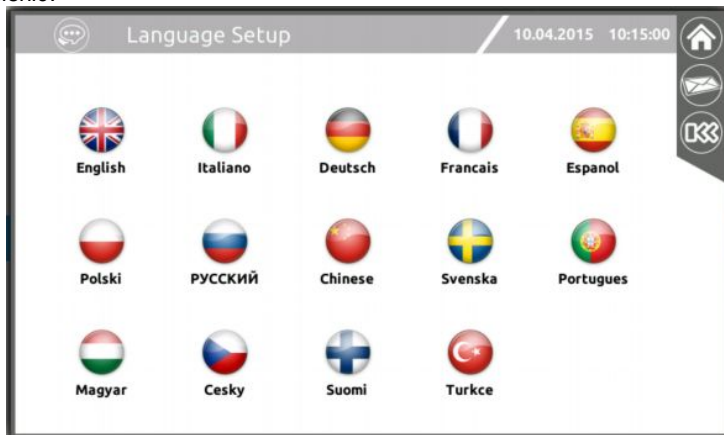 Language Setup
10.04.2015 10:15:00
English Italiano Deutsch Francais Espanol
Polski РУССКИЙ Chinese Svenska Portugues
Magyar Cesky Suomi Turkce